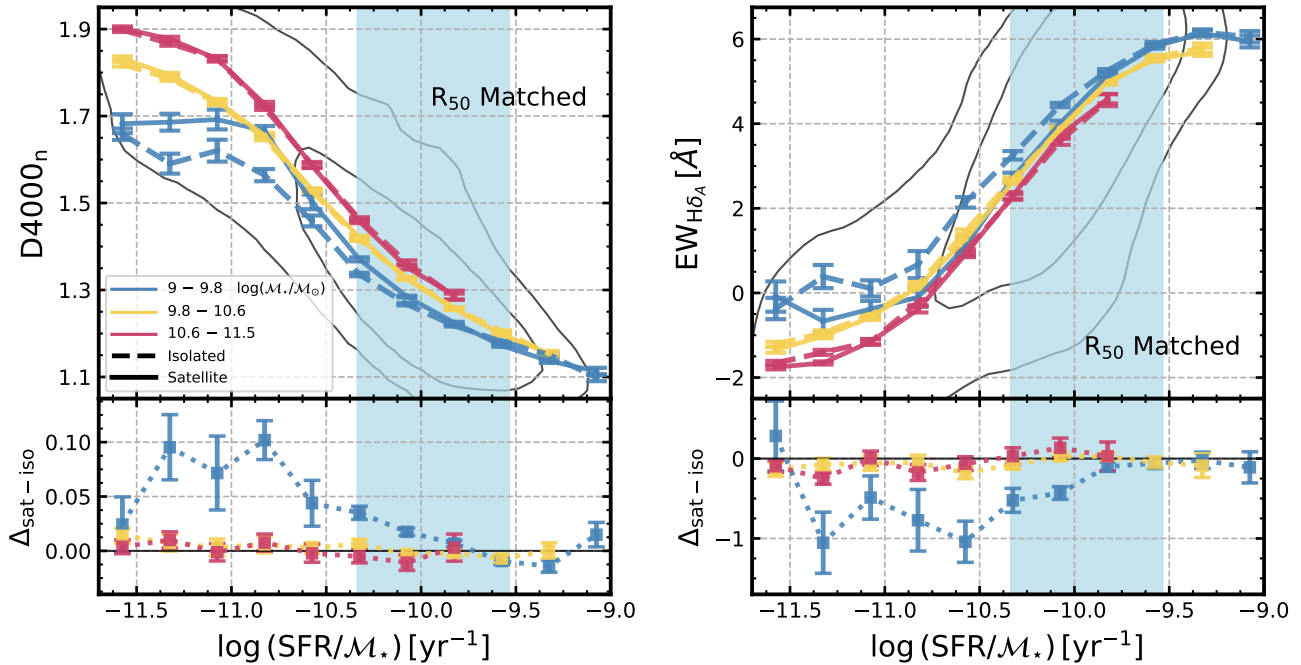 1.9
1.7
1.5
1.3
1.1
D4000n
R50 Matched
9 − 9.8 log(M⋆/M⊙)
9.8 − 10.6
10.6 − 11.5
Isolated
Satellite
0.10
0.05
0.00
Δsat−iso
−11.5 −11.0 −10.5 −10.0 −9.5 −9.0
log (SFR/M⋆) [yr−1]
6
4
2
0
−2
EWHδA [Å]
R50 Matched
0
−1
Δsat−iso
−11.5 −11.0 −10.5 −10.0 −9.5 −9.0
log (SFR/M⋆) [yr−1]